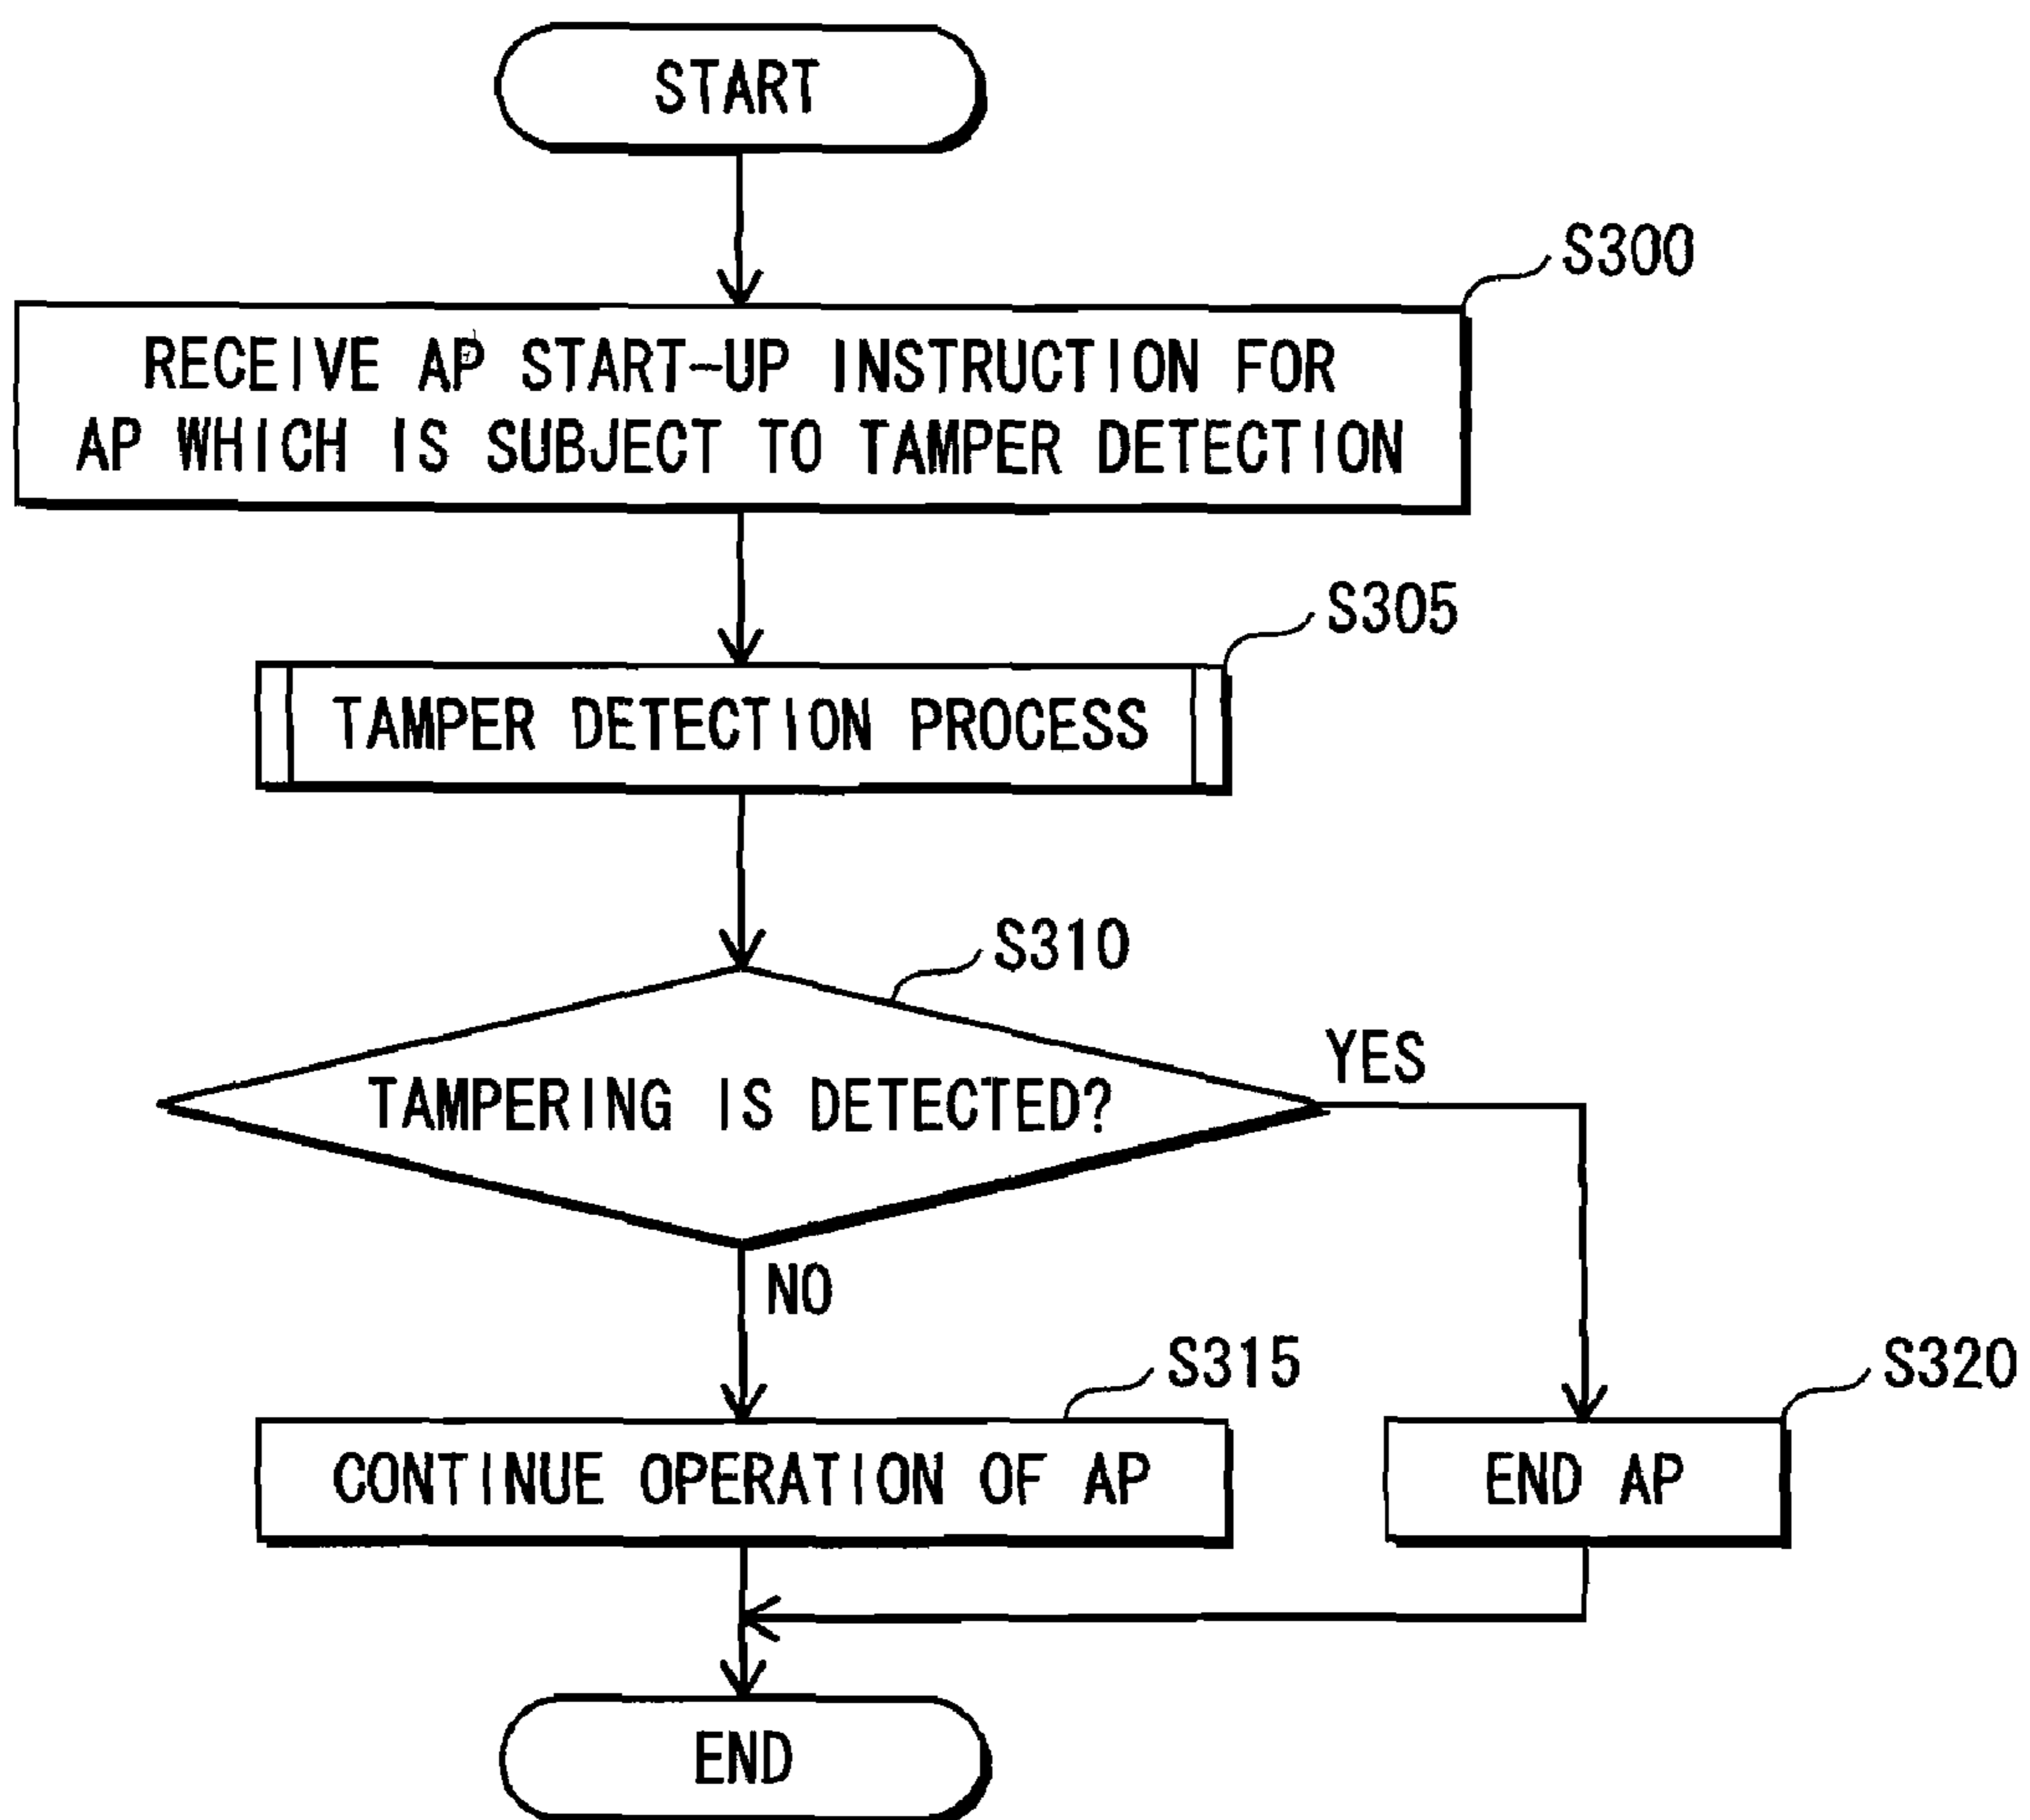 START
S300
RECEIVE AP START-UP INSTRUCTION FOR
AP WHICH IS SUBJECT TO TAMPER DETECTION
S305
TAMPER DETECTION PROCESS
S310
TAMPERING IS DETECTED?
YES
NO
S315
CONTINUE OPERATION OF AP
S320
END AP
END